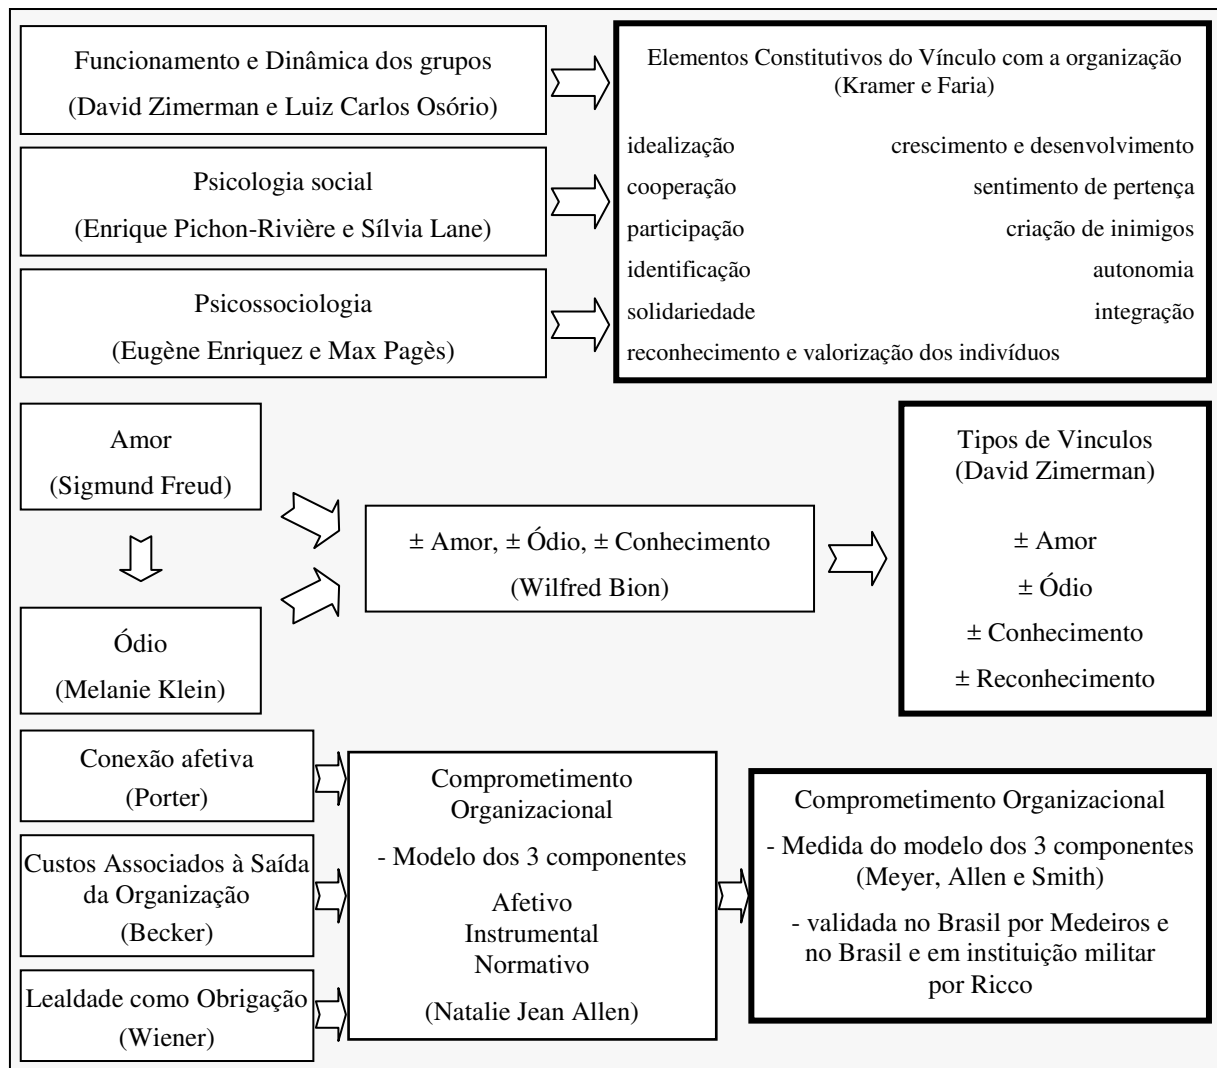 Funcionamento e Dinâmica dos grupos
(David Zimerman e Luiz Carlos Osório)
Psicologia social
(Enrique Pichon-Rivière e Sílvia Lane)
Psicossociologia
(Eugène Enriquez e Max Pagès)
Elementos Constitutivos do Vínculo com a organização
(Kramer e Faria)
idealização crescimento e desenvolvimento
cooperação sentimento de pertença
participação criação de inimigos
identificação autonomia
solidariedade integração
reconhecimento e valorização dos indivíduos
Amor
(Sigmund Freud)
Ódio
(Melanie Klein)
± Amor, ± Ódio, ± Conhecimento
(Wilfred Bion)
Tipos de Vinculos
(David Zimerman)
± Amor
± Ódio
± Conhecimento
± Reconhecimento
Conexão afetiva
(Porter)
Custos Associados à Saída
da Organização
(Becker)
Lealdade como Obrigação
(Wiener)
Comprometimento
Organizacional
- Modelo dos 3 componentes
Afetivo
Instrumental
Normativo
(Natalie Jean Allen)
Comprometimento Organizacional
- Medida do modelo dos 3 componentes
(Meyer, Allen e Smith)
- validada no Brasil por Medeiros e
no Brasil e em instituição militar
por Ricco